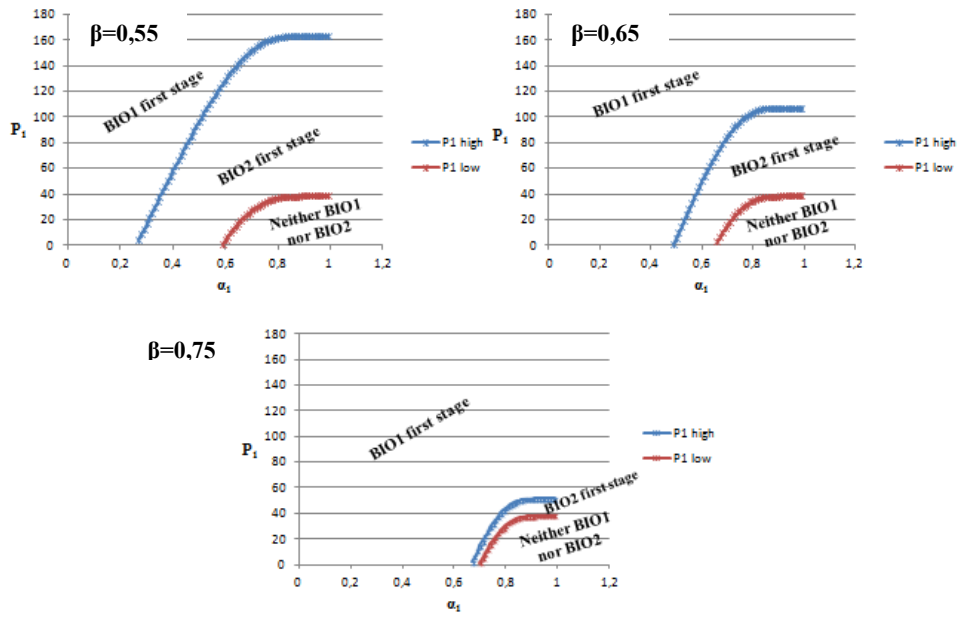 β=0,55
180
160
140
120
100
80
60
40
20
0
P₁
0 0,2 0,4 0,6 0,8 1 1,2
α₁
BIO1 first stage
BIO2 first stage
Neither BIO1
nor BIO2
P1 high
P1 low
β=0,65
180
160
140
120
100
80
60
40
20
0
P₁
0 0,2 0,4 0,6 0,8 1 1,2
α₁
BIO1 first stage
BIO2 first stage
Neither BIO1
nor BIO2
P1 high
P1 low
β=0,75
180
160
140
120
100
80
60
40
20
0
P₁
0 0,2 0,4 0,6 0,8 1 1,2
α₁
BIO1 first stage
BIO2 first stage
Neither BIO1
nor BIO2
P1 high
P1 low